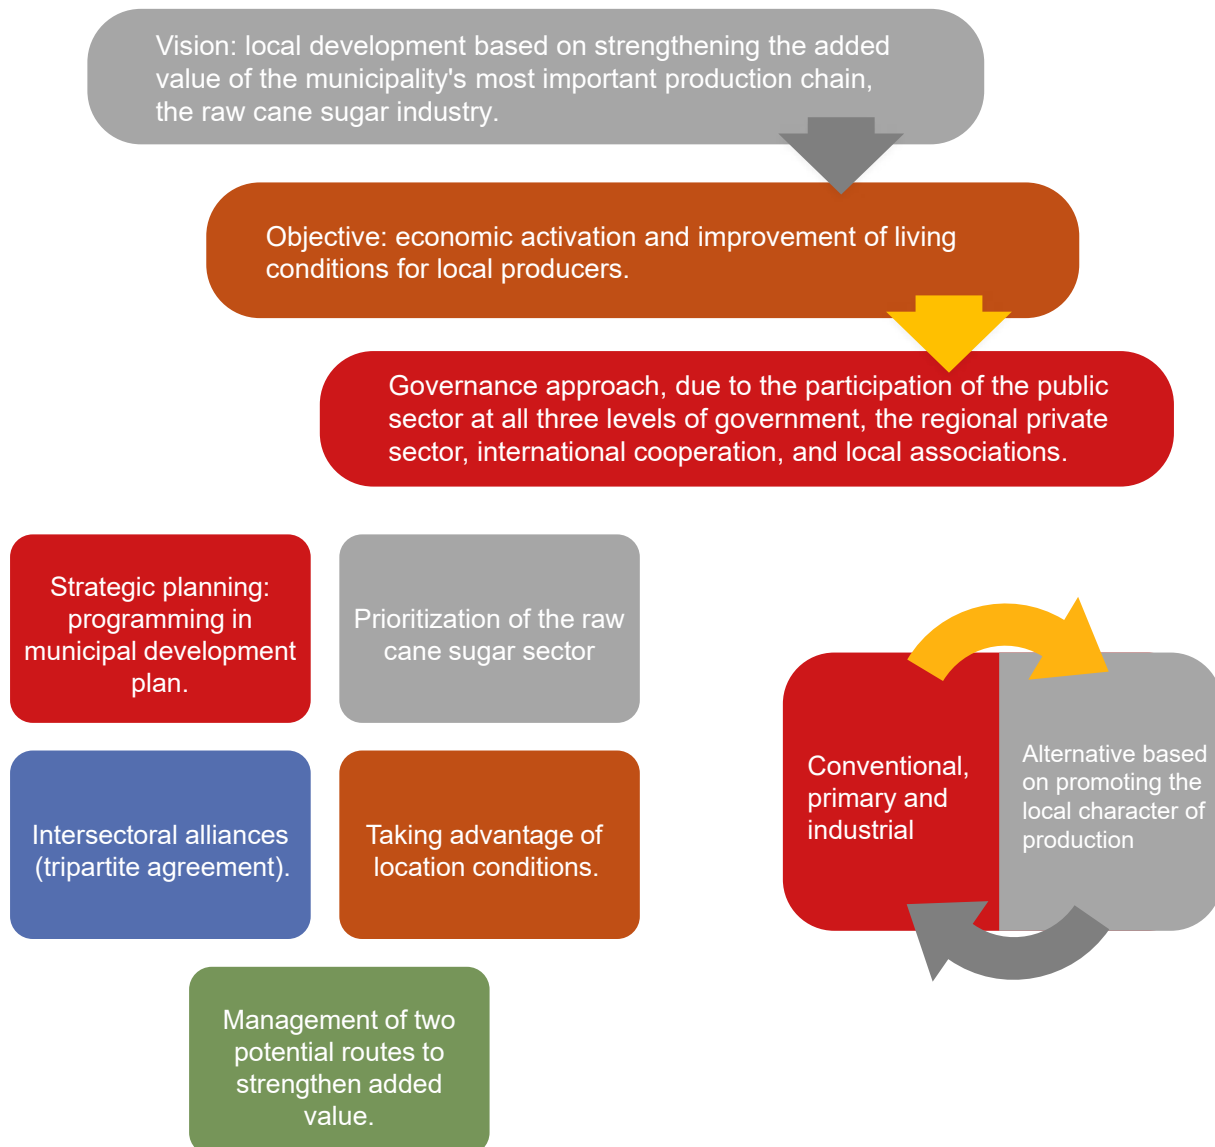 Vision: local development based on strengthening the added
value of the municipality's most important production chain,
the raw cane sugar industry.
Objective: economic activation and improvement of living
conditions for local producers.
Governance approach, due to the participation of the public
sector at all three levels of government, the regional private
sector, international cooperation, and local associations.
Strategic planning:
programming in
municipal development
plan.
Prioritization of the raw
cane sugar sector
Intersectoral alliances
(tripartite agreement).
Taking advantage of
location conditions.
Management of two
potential routes to
strengthen added
value.
Conventional,
primary and
industrial
Alternative based
on promoting the
local character of
production